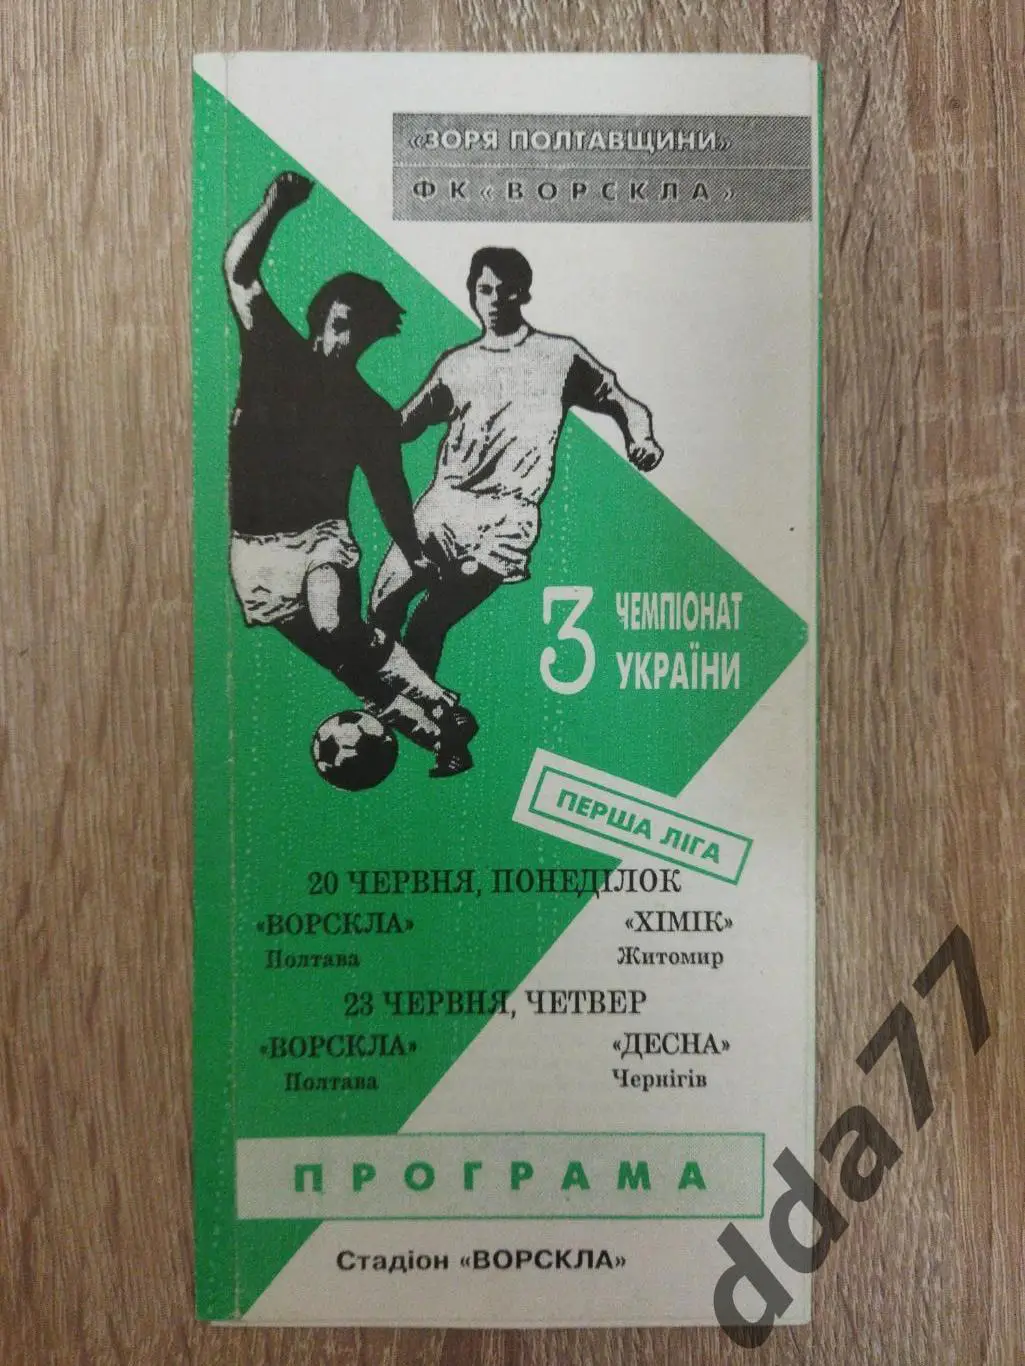 «ЗОРЯ ПОЛТАВЩИНИ»
ФК «ВОРСКЛА»
3 ЧЕМПІОНАТ
УКРАЇНИ
ПЕРША ЛІГА
20 ЧЕРВНЯ, ПОНЕДІЛОК
«ВОРСКЛА» «ХІМІК»
Полтава Житомир
23 ЧЕРВНЯ, ЧЕТВЕР
«ВОРСКЛА» «ДЕСНА»
Полтава Чернігів
ПРОГРАМА
Стадіон «ВОРСКЛА»
dda77